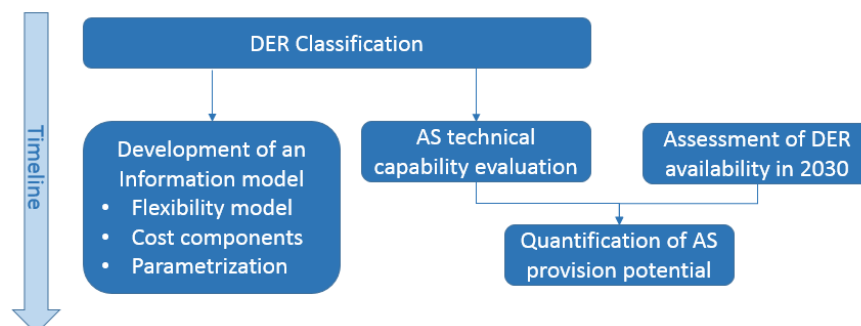 DER Classification
Timeline
Development of an
Information model
• Flexibility model
• Cost components
• Parametrization
AS technical
capability evaluation
Assessment of DER
availability in 2030
Quantification of AS
provision potential